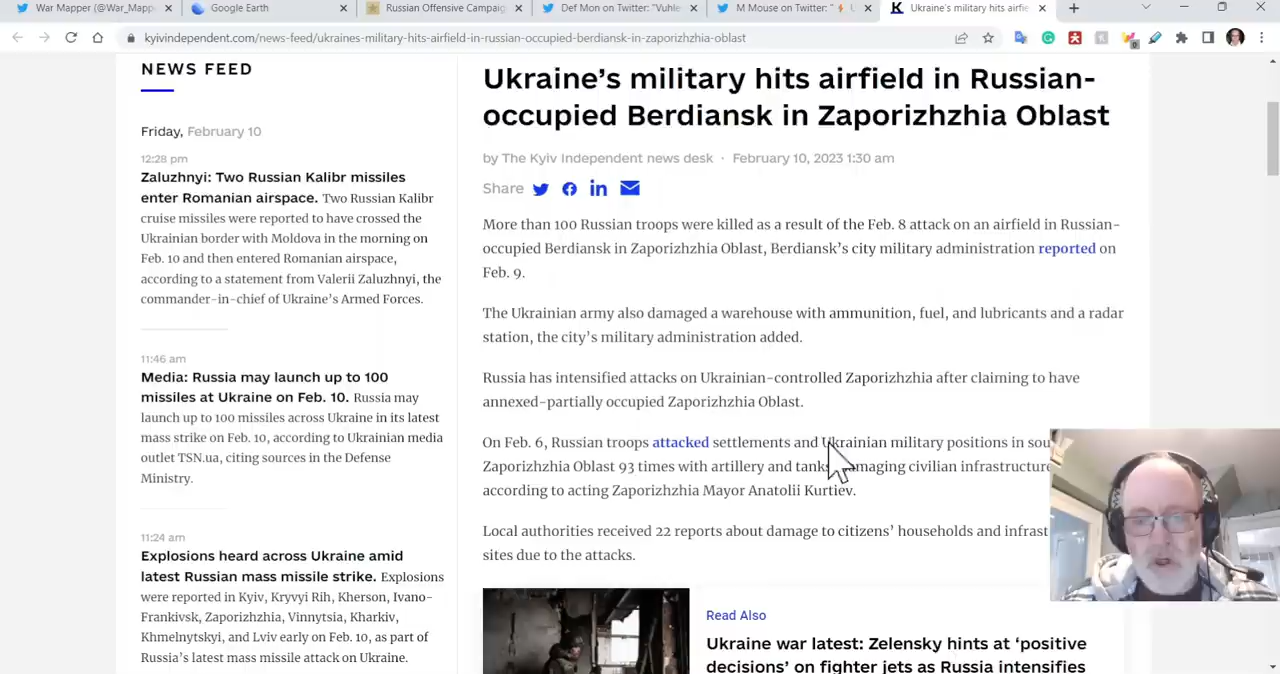 War Mapper (@War_Mappe
Google Earth
Russian Offensive Campaig
Def Mon on Twitter: "Vuhle
M Mouse on Twitter: "
Ukraine's military hits airfie
kyivindependent.com/news-feed/ukraines-military-hits-airfield-in-russian-occupied-berdiansk-in-zaporizhzhia-oblast
NEWS FEED
Friday, February 10
12:28 pm
Zaluzhnyi: Two Russian Kalibr missiles
enter Romanian airspace. Two Russian Kalibr
cruise missiles were reported to have crossed the
Ukrainian border with Moldova in the morning on
Feb. 10 and then entered Romanian airspace,
according to a statement from Valerii Zaluzhnyi, the
commander-in-chief of Ukraine's Armed Forces.
11:46 am
Media: Russia may launch up to 100
missiles at Ukraine on Feb. 10. Russia may
launch up to 100 missiles across Ukraine in its latest
mass strike on Feb. 10, according to Ukrainian media
outlet TSN.ua, citing sources in the Defense
Ministry.
11:24 am
Explosions heard across Ukraine amid
latest Russian mass missile strike. Explosions
were reported in Kyiv, Kryvyi Rih, Kherson, Ivano-
Frankivsk, Zaporizhzhia, Vinnytsia, Kharkiv,
Khmelnytskyi, and Lviv early on Feb. 10, as part of
Russia's latest mass missile attack on Ukraine.
Ukraine's military hits airfield in Russian-
occupied Berdiansk in Zaporizhzhia Oblast
by The Kyiv Independent news desk · February 10, 2023 1:30 am
Share
More than 100 Russian troops were killed as a result of the Feb. 8 attack on an airfield in Russian-
occupied Berdiansk in Zaporizhzhia Oblast, Berdiansk's city military administration reported on
Feb. 9.
The Ukrainian army also damaged a warehouse with ammunition, fuel, and lubricants and a radar
station, the city's military administration added.
Russia has intensified attacks on Ukrainian-controlled Zaporizhzhia after claiming to have
annexed-partially occupied Zaporizhzhia Oblast.
On Feb. 6, Russian troops attacked settlements and Ukrainian military positions in sou
Zaporizhzhia Oblast 93 times with artillery and tanks, amaging civilian infrastructure
according to acting Zaporizhzhia Mayor Anatolii Kurtiev.
Local authorities received 22 reports about damage to citizens' households and infrast
sites due to the attacks.
Read Also
Ukraine war latest: Zelensky hints at 'positive
decisions' on fighter jets as Russia intensifies